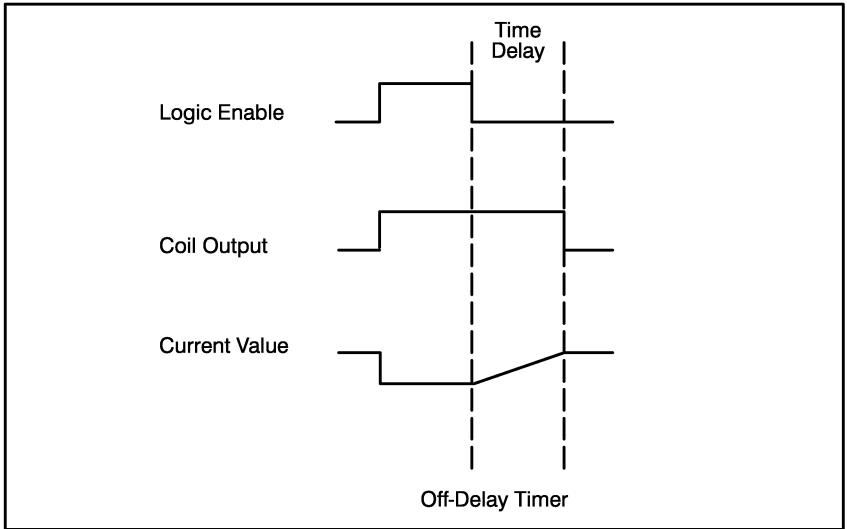 Time
Delay
Logic Enable
Coil Output
Current Value
Off-Delay Timer